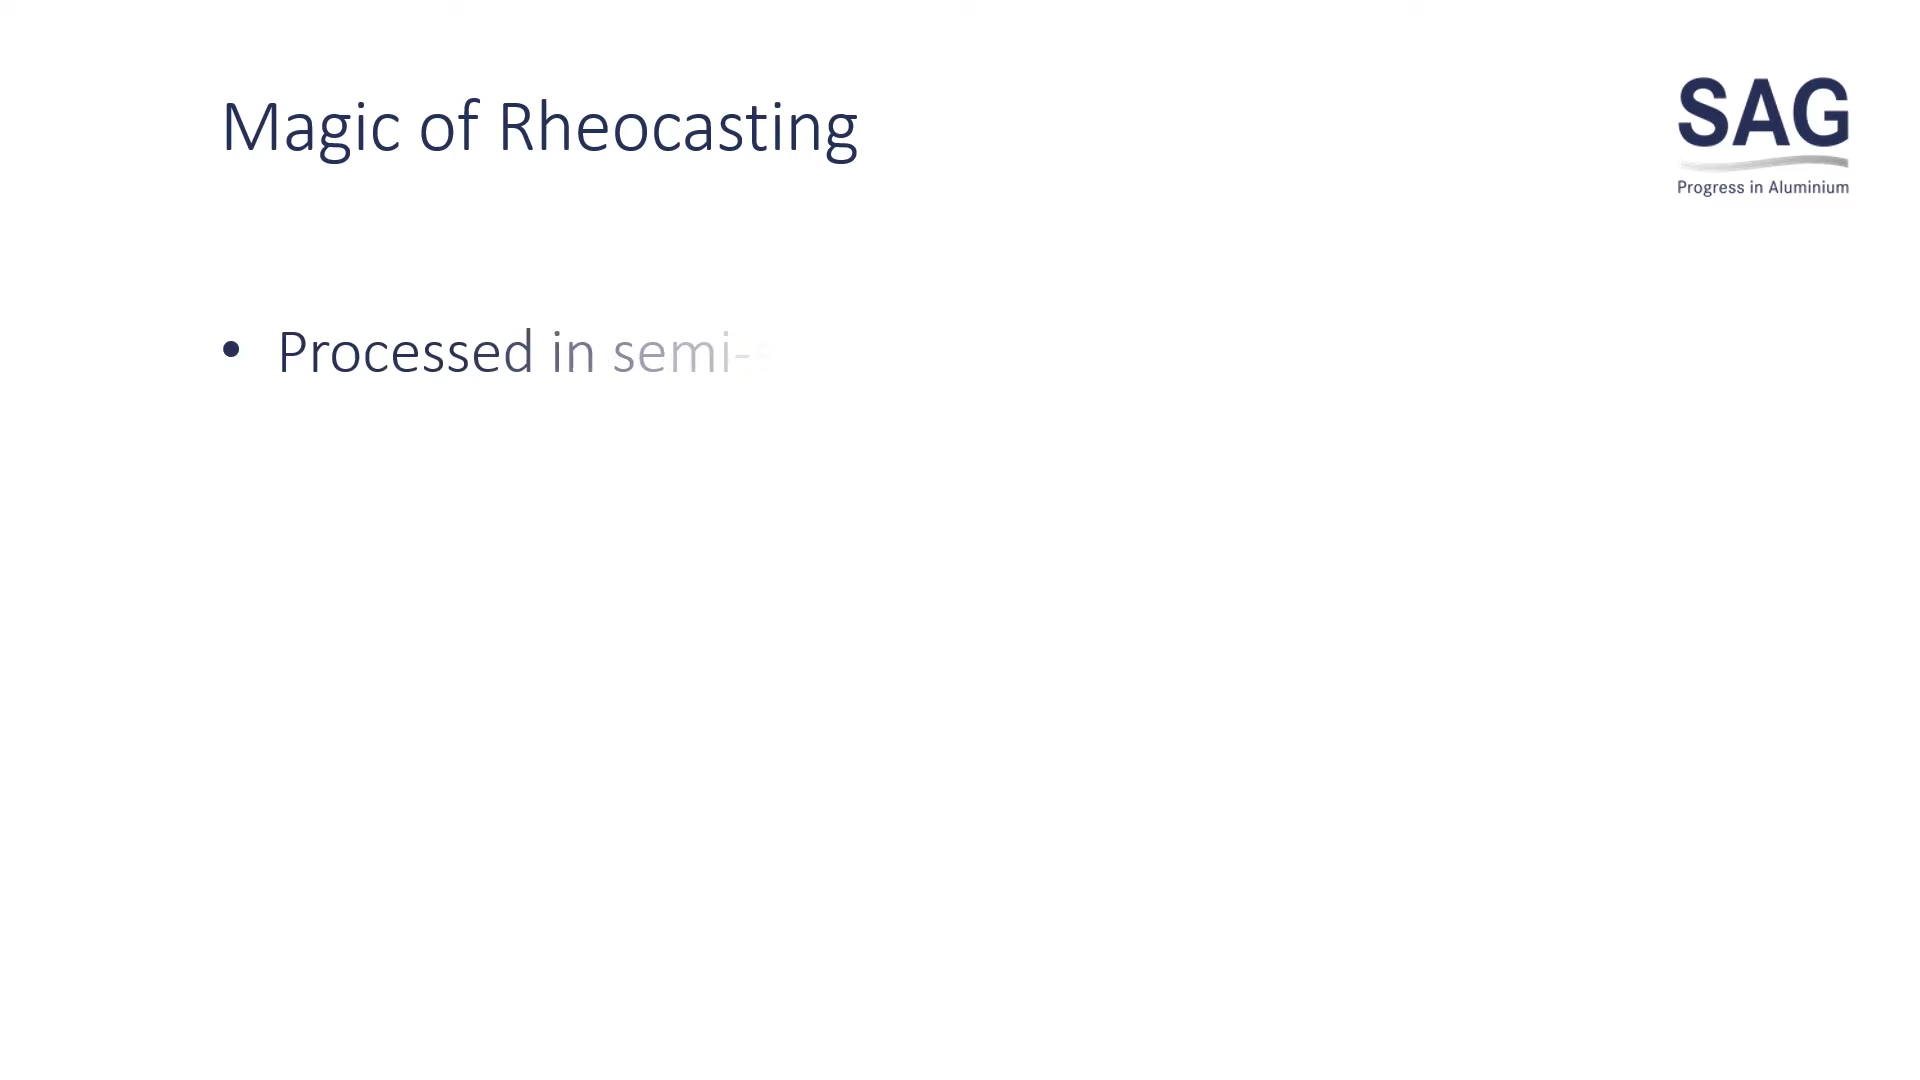 Magic of Rheocasting
SAG
Progress in Aluminium
• Processed in semi-